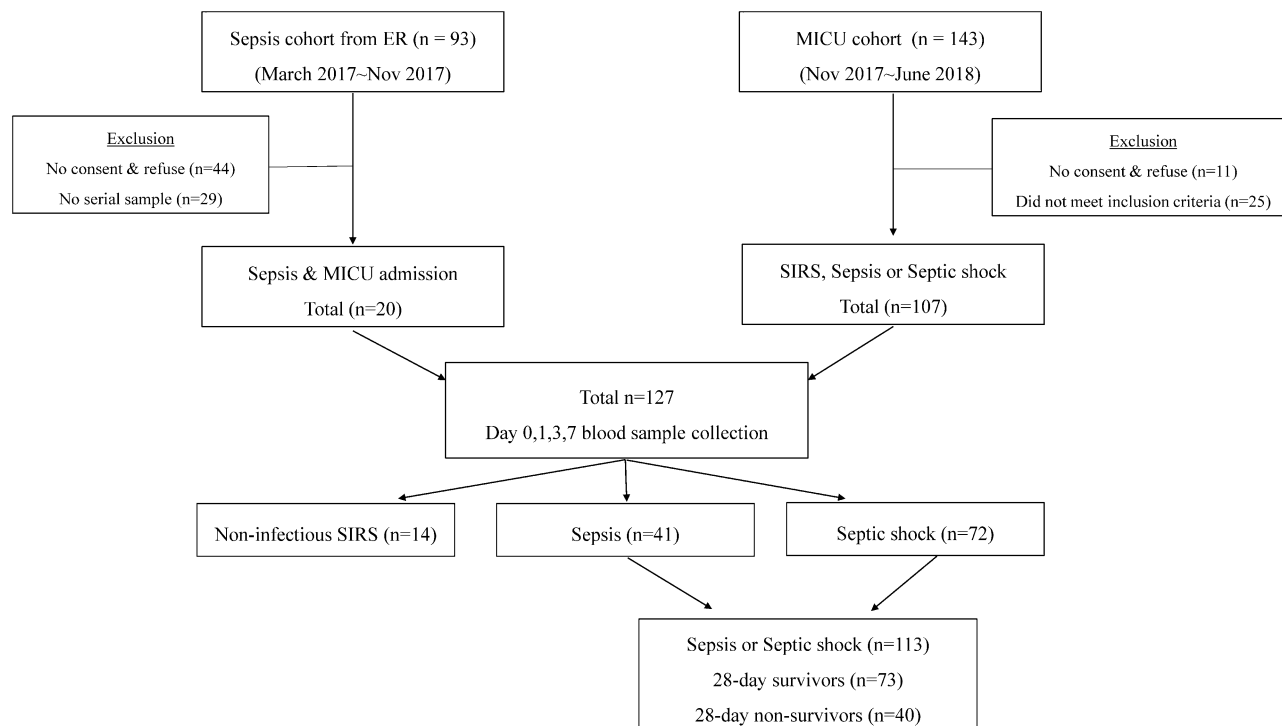 Sepsis cohort from ER (n = 93)
(March 2017~Nov 2017)
MICU cohort (n = 143)
(Nov 2017~June 2018)
Exclusion
No consent & refuse (n=44)
No serial sample (n=29)
Exclusion
No consent & refuse (n=11)
Did not meet inclusion criteria (n=25)
Sepsis & MICU admission
Total (n=20)
SIRS, Sepsis or Septic shock
Total (n=107)
Total n=127
Day 0,1,3,7 blood sample collection
Non-infectious SIRS (n=14)
Sepsis (n=41)
Septic shock (n=72)
Sepsis or Septic shock (n=113)
28-day survivors (n=73)
28-day non-survivors (n=40)